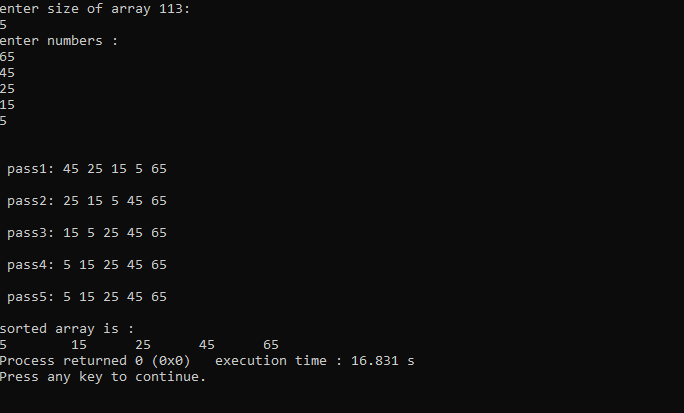 enter size of array 113:
5
enter numbers :
65
45
25
15
5
pass1: 45 25 15 5 65
pass2: 25 15 5 45 65
pass3: 15 5 25 45 65
pass4: 5 15 25 45 65
pass5: 5 15 25 45 65
sorted array is :
5 15 25 45 65
Process returned 0 (0x0) execution time : 16.831 s
Press any key to continue.